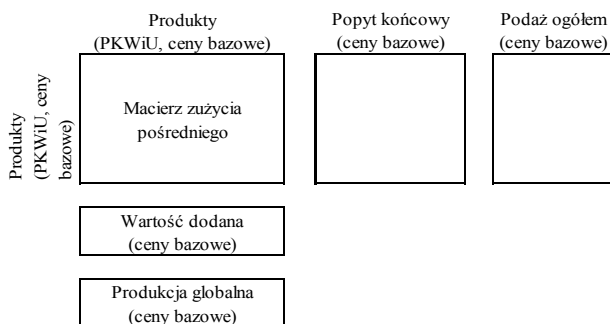 Produkty
(PKWiU, ceny bazowe)
Popyt końcowy
(ceny bazowe)
Podaż ogółem
(ceny bazowe)
Produkty
(PKWiU, ceny
bazowe)
Macierz zużycia
pośredniego
Wartość dodana
(ceny bazowe)
Produkcja globalna
(ceny bazowe)